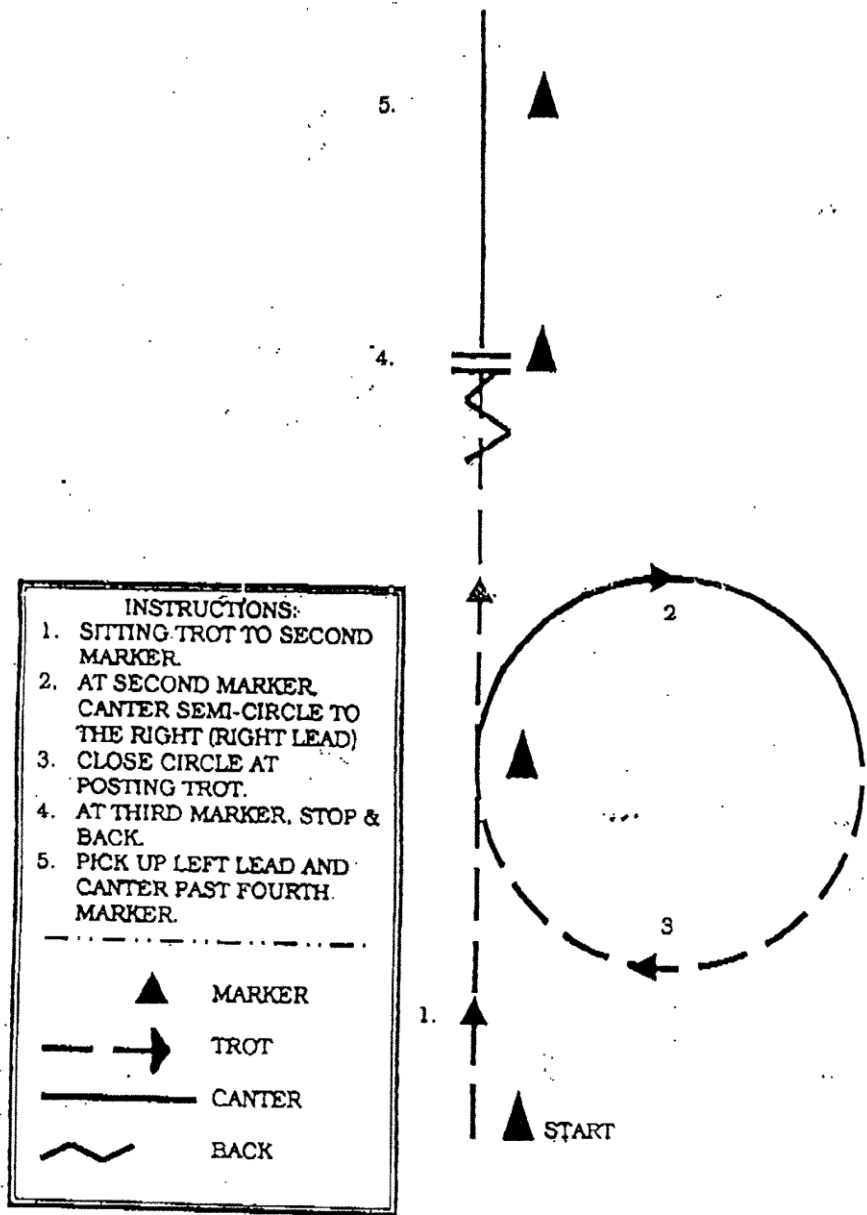 5.
4.
2
3
1.
START
INSTRUCTIONS:
1. SITTING TROT TO SECOND
MARKER.
2. AT SECOND MARKER,
CANTER SEMI-CIRCLE TO
THE RIGHT (RIGHT LEAD)
3. CLOSE CIRCLE AT
POSTING TROT.
4. AT THIRD MARKER, STOP &
BACK.
5. PICK UP LEFT LEAD AND
CANTER PAST FOURTH
MARKER.
MARKER
TROT
CANTER
BACK